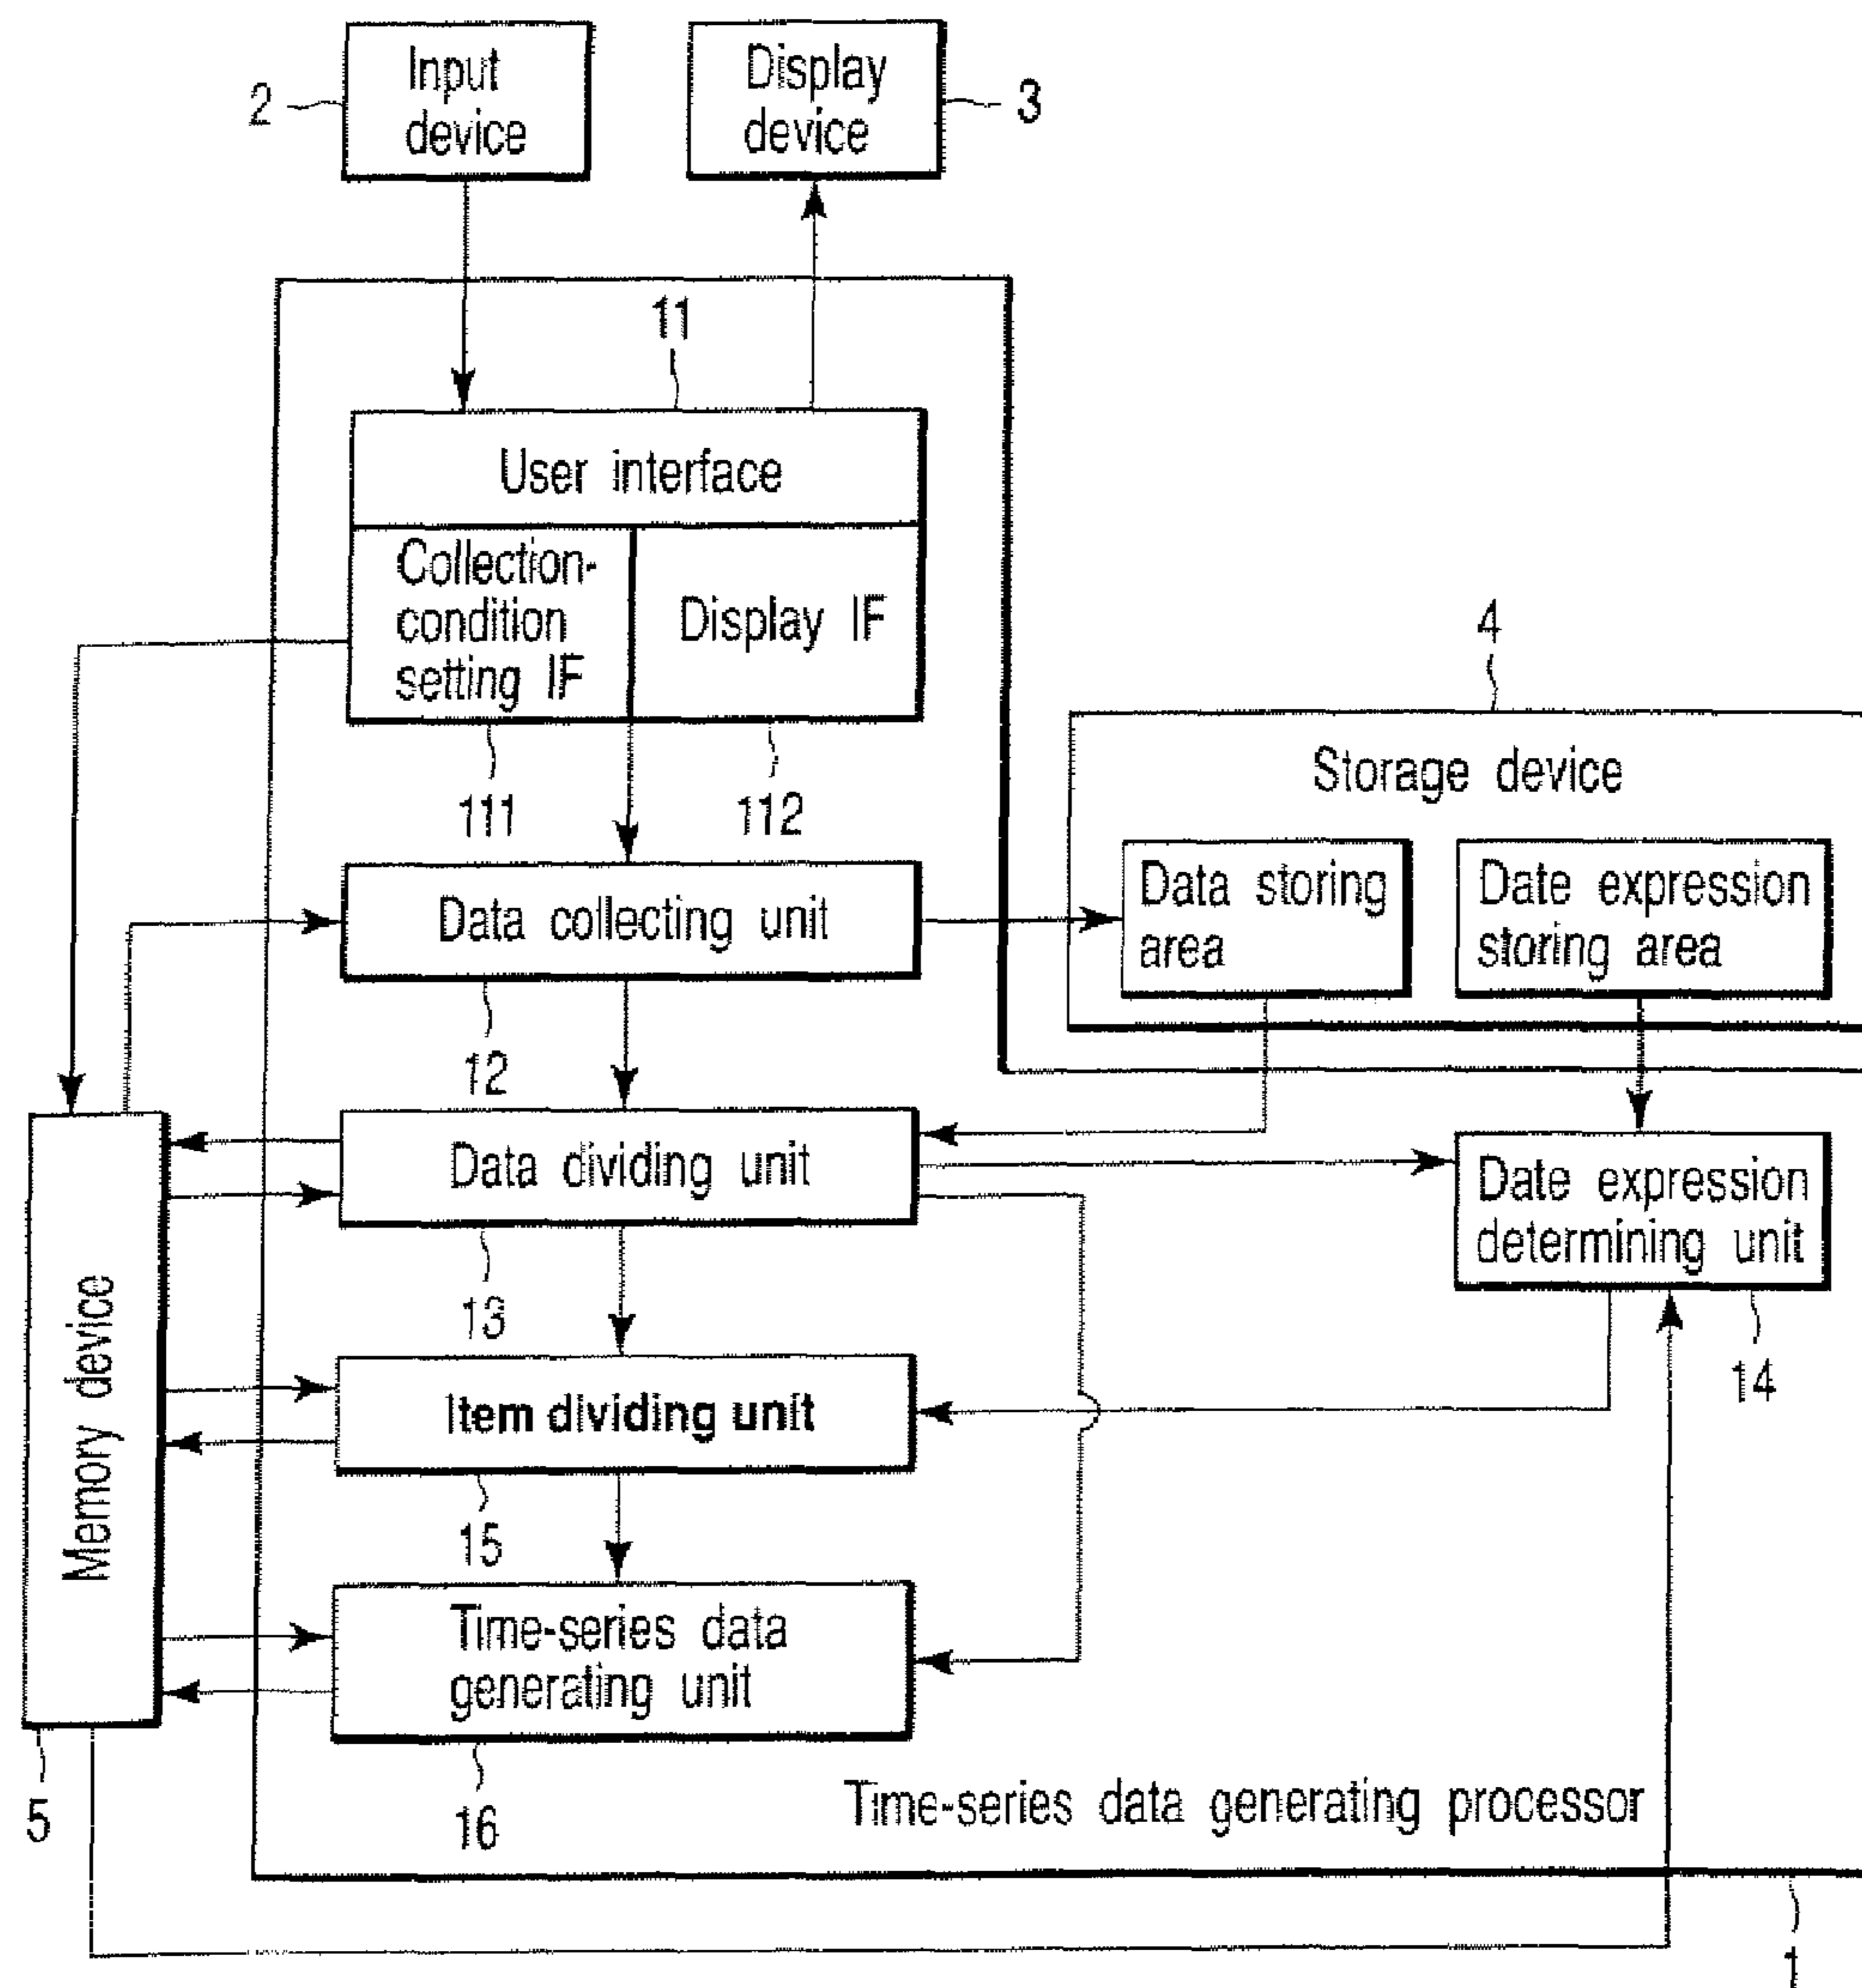 Input
device
2
Display
device
3
11
User interface
Collection-
condition
setting IF
Display IF
111
112
4
Storage device
Data storing
area
Date expression
storing area
Data collecting unit
12
Data dividing unit
13
Date expression
determining unit
14
Memory device
5
Item dividing unit
15
Time-series data
generating unit
16
Time-series data generating processor
1